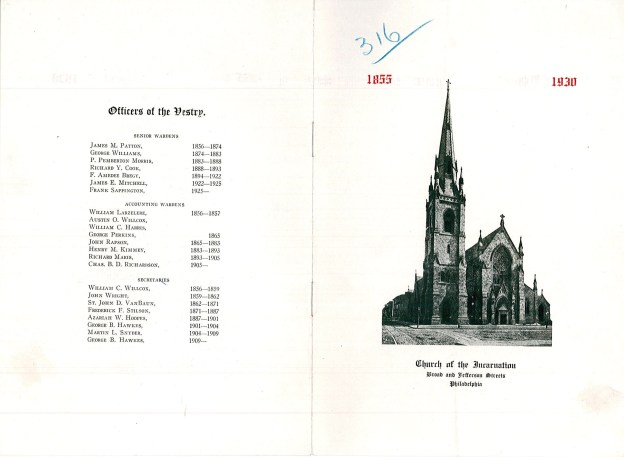 Officers of the Vestry.
SENIOR WARDENS
JAMES M. PATTON, 1856—1874
GEORGE WILLIAMS, 1874—1883
P. PEMBERTON MORRIS, 1883—1888
RICHARD Y. COOK, 1888—1893
F. AMEDEE BREGY, 1894—1922
JAMES E. MITCHELL, 1922—1925
FRANK SAPPINGTON, 1925—
ACCOUNTING WARDENS
WILLIAM LARZELERE, 1856—1857
AUSTIN O. WILLCOX,
WILLIAM C. HARRIS,
GEORGE PERKINS, 1865
JOHN RAPSON, 1865—1883
HENRY M. KIMMEY, 1883—1893
RICHARD MARIS, 1893—1905
CHAS. B. D. RICHARDSON, 1905—
SECRETARIES
WILLIAM C. WILLCOX, 1856—1859
JOHN WRIGHT, 1859—1862
ST. JOHN D. VANHAUN, 1862—1871
FREDERICK F. STILSON, 1871—1887
AZARIAH W. HOOPES, 1887—1901
GEORGE B. HAWKES, 1901—1904
MARTIN L. SNYDER, 1904—1909
GEORGE B. HAWKES, 1909—
316
1855 1930
Church of the Incarnation
Broad and Jefferson Streets
Philadelphia